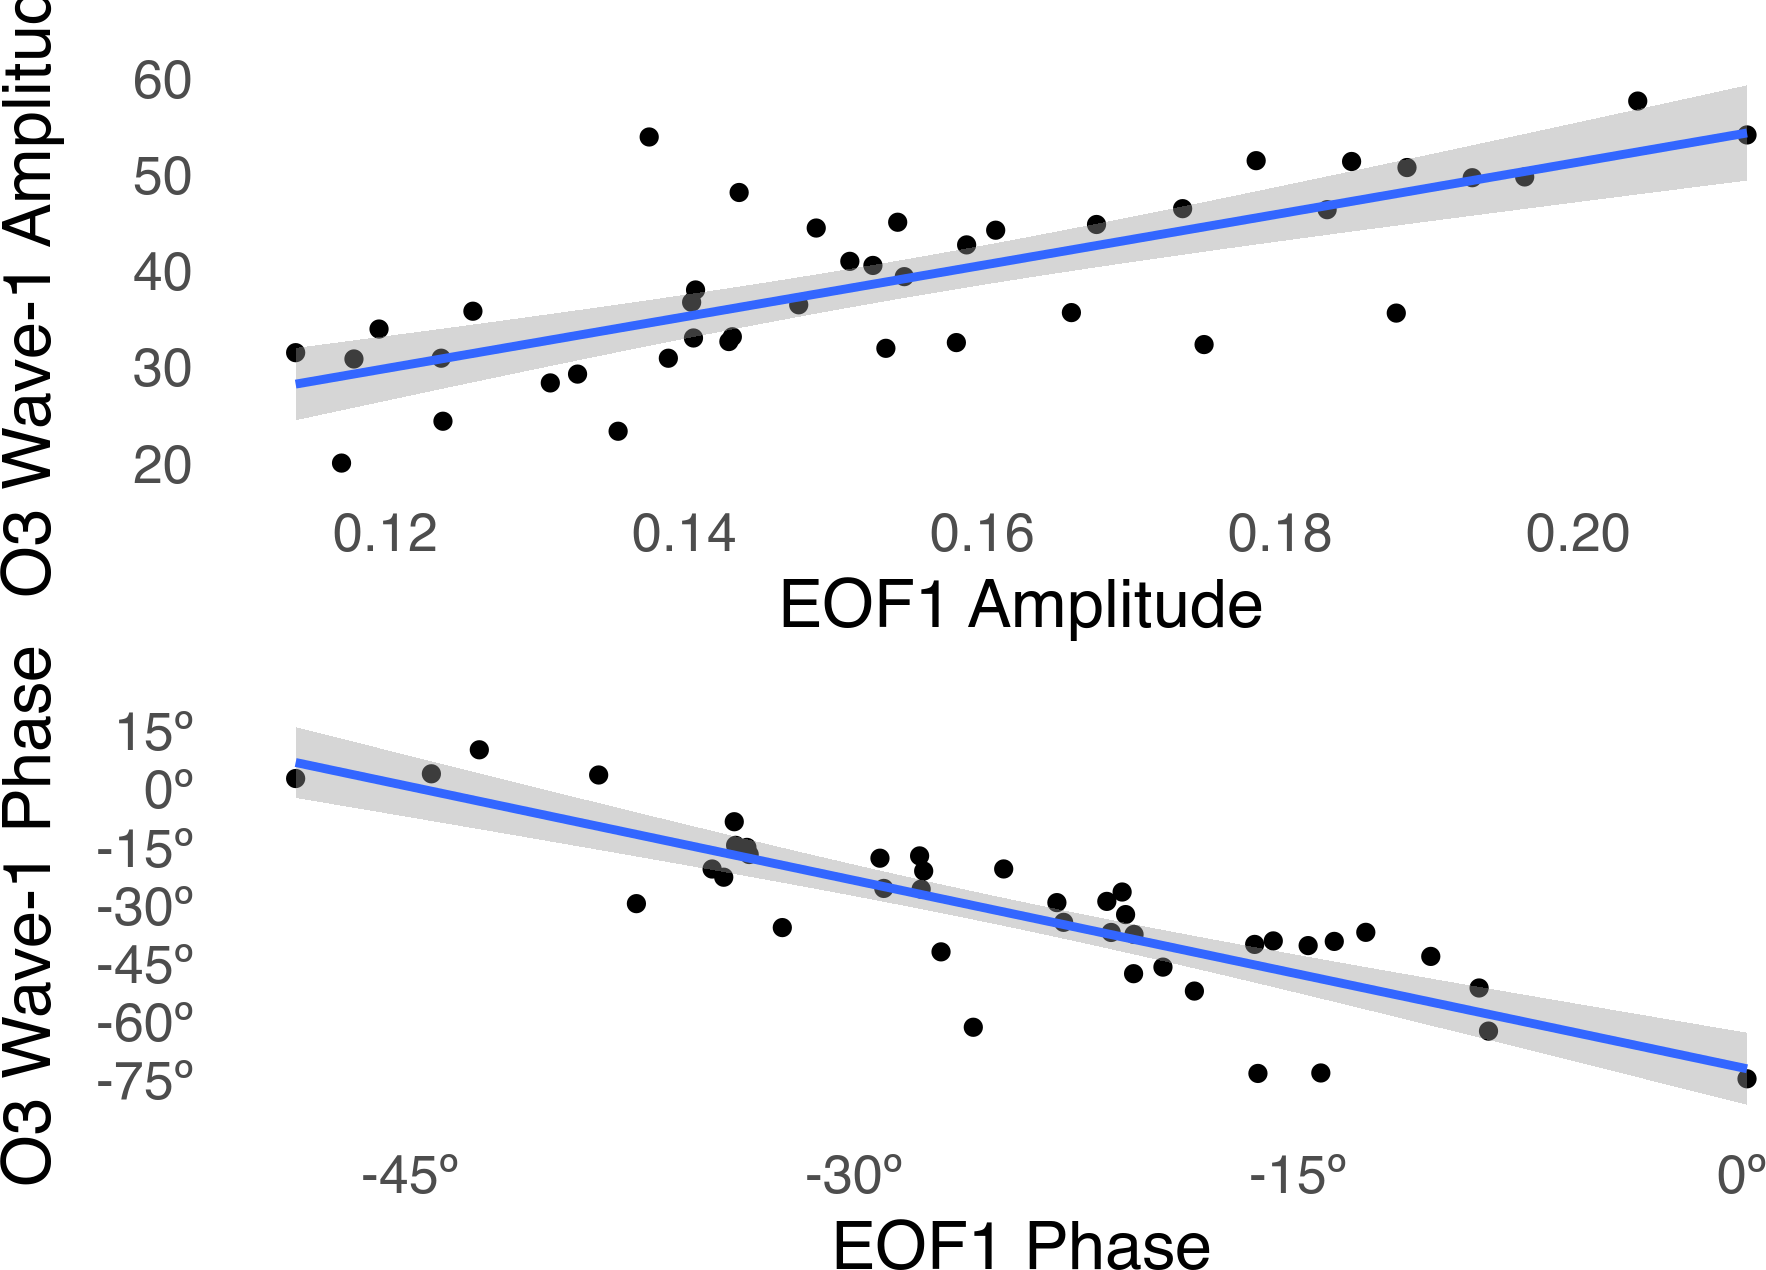 O3 Wave-1 Amplitud
60
50
40
30
20
0.12 0.14 0.16 0.18 0.20
EOF1 Amplitude
O3 Wave-1 Phase
15º
0º
-15º
-30º
-45º
-60º
-75º
-45º -30º -15º 0º
EOF1 Phase